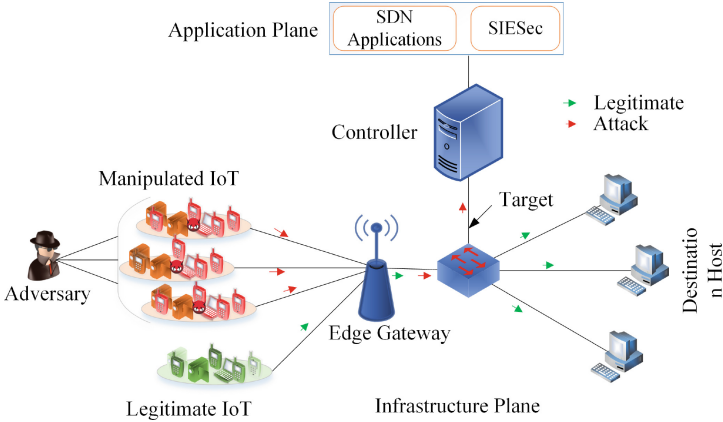 Application Plane
SDN
Applications
SIESec
Legitimate
Attack
Controller
Manipulated IoT
Target
Adversary
Edge Gateway
Destinatio
n Host
Legitimate IoT
Infrastructure Plane